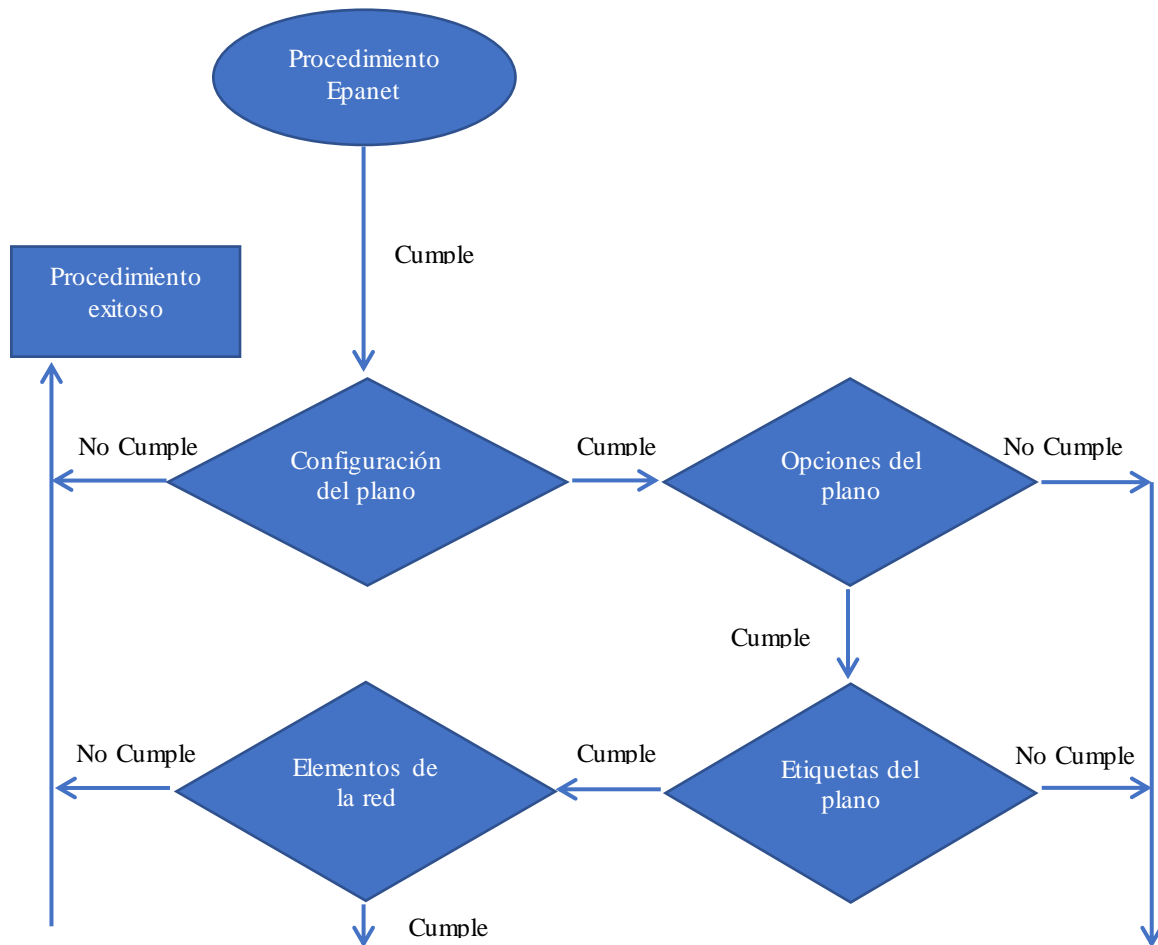 Procedimiento
Epanet
Cumple
Procedimiento
exitoso
No Cumple
Configuración
del plano
Cumple
Opciones del
plano
No Cumple
Cumple
No Cumple
Elementos de
la red
Cumple
Etiquetas del
plano
No Cumple
Cumple